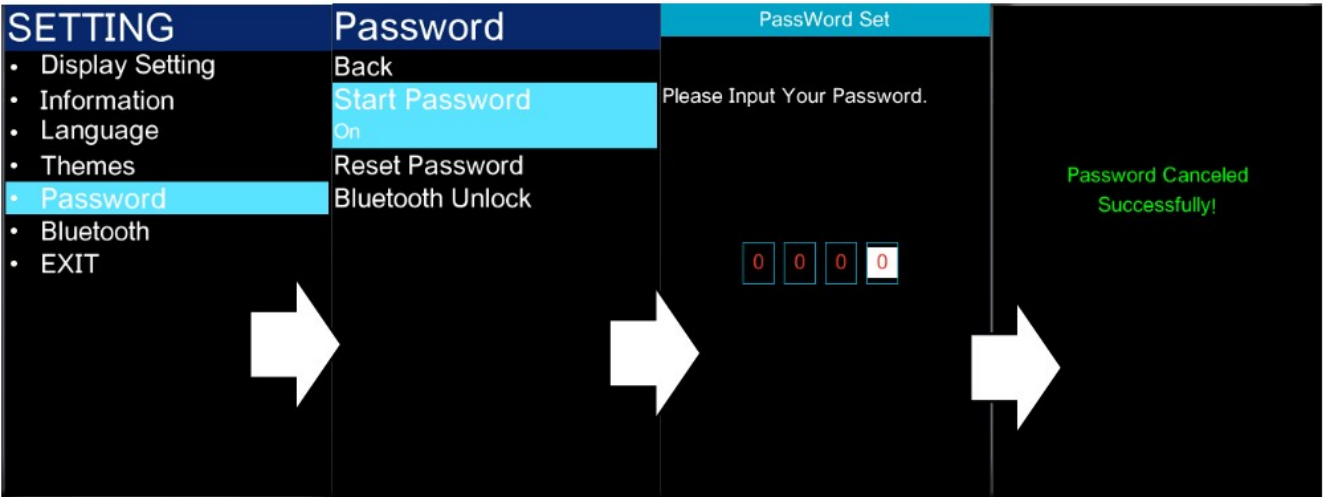 SETTING
• Display Setting
• Information
• Language
• Themes
• Password
• Bluetooth
• EXIT
Password
Back
Start Password
On
Reset Password
Bluetooth Unlock
PassWord Set
Please Input Your Password.
0 0 0 0
Password Canceled
Successfully!